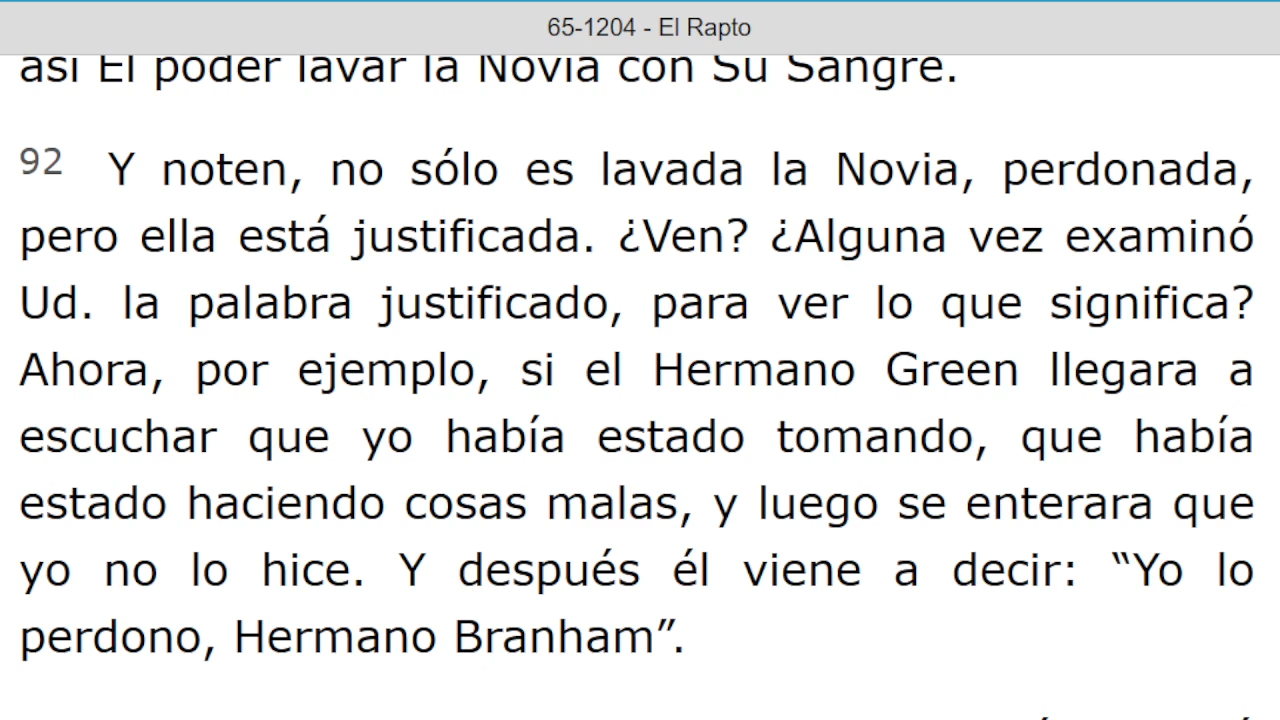 65-1204 - El Rapto
así Él poder lavar la Novia con Su Sangre.
92 Y noten, no sólo es lavada la Novia, perdonada,
pero ella está justificada. ¿Ven? ¿Alguna vez examinó
Ud. la palabra justificado, para ver lo que significa?
Ahora, por ejemplo, si el Hermano Green llegara a
escuchar que yo había estado tomando, que había
estado haciendo cosas malas, y luego se enterara que
yo no lo hice. Y después él viene a decir: “Yo lo
perdono, Hermano Branham”.